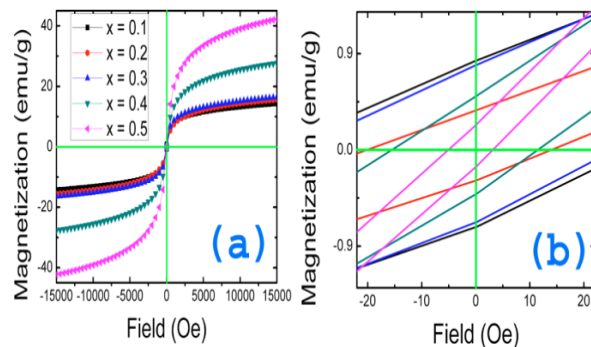 Magnetization (emu/g)
40
20
0
-20
-40
x = 0.1
x = 0.2
x = 0.3
x = 0.4
x = 0.5
(a)
-15000 -10000 -5000 0 5000 10000 15000
Field (Oe)
Magnetization (emu/g)
0.9
0.0
-0.9
(b)
-20 -10 0 10 20
Field (Oe)